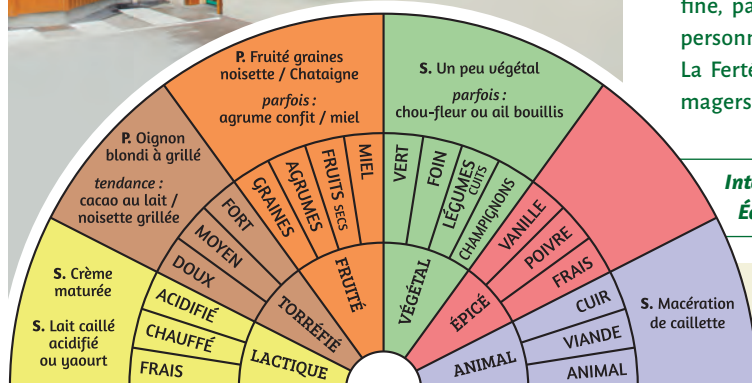 fine, pa
personn
La Ferté
magers
Int
Éc
P. Fruité graines
noisette / Chataigne
parfois :
agrume confit / miel
S. Un peu végétal
parfois :
chou-fleur ou ail bouillis
P. Oignon
blondi à grillé
tendance :
cacao au lait /
noisette grillée
S. Crème
maturée
S. Lait caillé
acidifié
ou yaourt
S. Macération
de caillette
FRAIS
CHAUFFÉ
ACIDIFIÉ
DOUX
MOYEN
FORT
GRAINES
AGRUMES
FRUITS SECS
MIEL
VERT
FOIN
LÉGUMES
CUITS
CHAMPIGNONS
VANILLE
POIVRE
FRAIS
CUIR
VIANDE
ANIMAL
LACTIQUE
TORRÉFIÉ
FRUITÉ
VÉGÉTAL
ÉPICÉ
ANIMAL